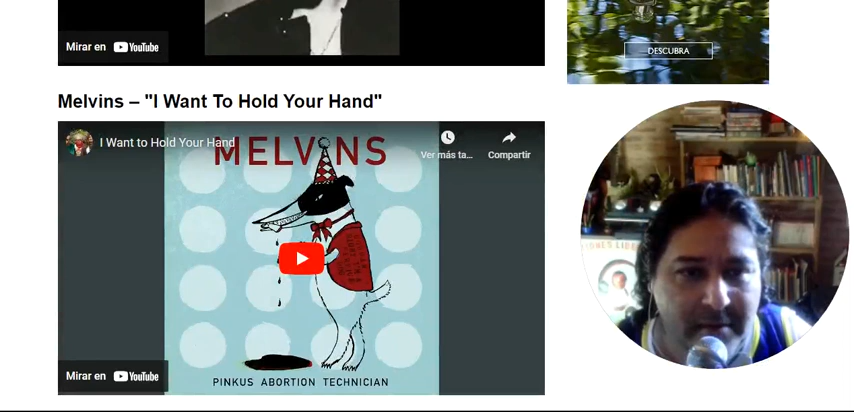 Mirar en YouTube
DESCUBRA
Melvins – "I Want To Hold Your Hand"
I Want to Hold Your Hand
Ver más ta...
Compartir
MELVINS
Mirar en YouTube
PINKUS ABORTION TECHNICIAN